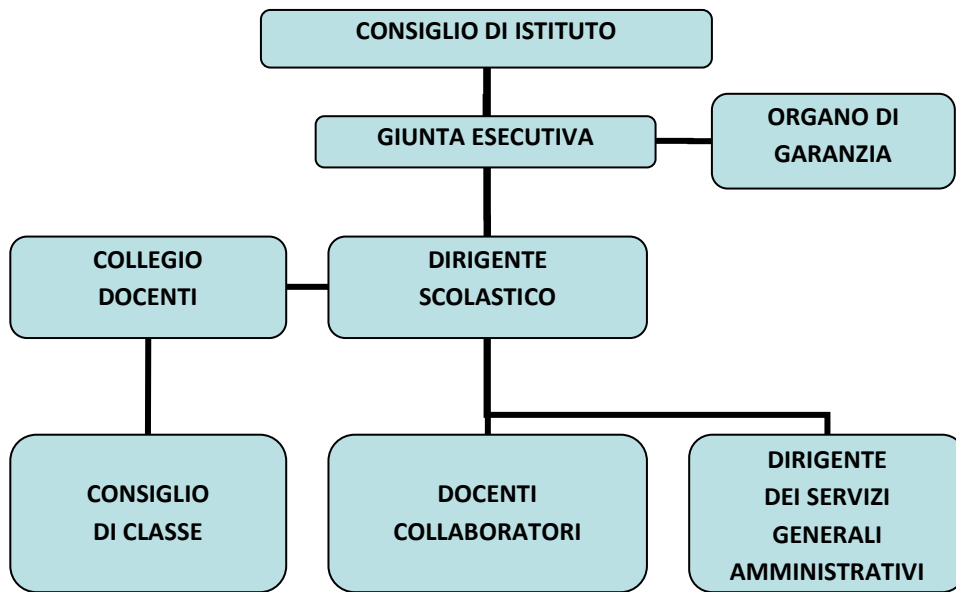 CONSIGLIO DI ISTITUTO
GIUNTA ESECUTIVA
ORGANO DI
GARANZIA
COLLEGIO
DOCENTI
DIRIGENTE
SCOLASTICO
CONSIGLIO
DI CLASSE
DOCENTI
COLLABORATORI
DIRIGENTE
DEI SERVIZI
GENERALI
AMMINISTRATIVI